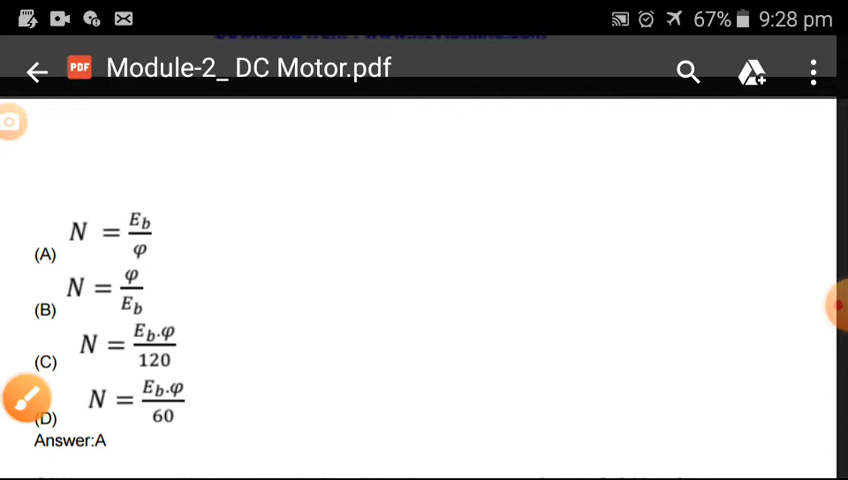 67% 9:28 pm
PDF Module-2_ DC Motor.pdf
(A) N = E_b/φ
(B) N = φ/E_b
(C) N = E_b.φ/120
(D) N = E_b.φ/60
Answer:A